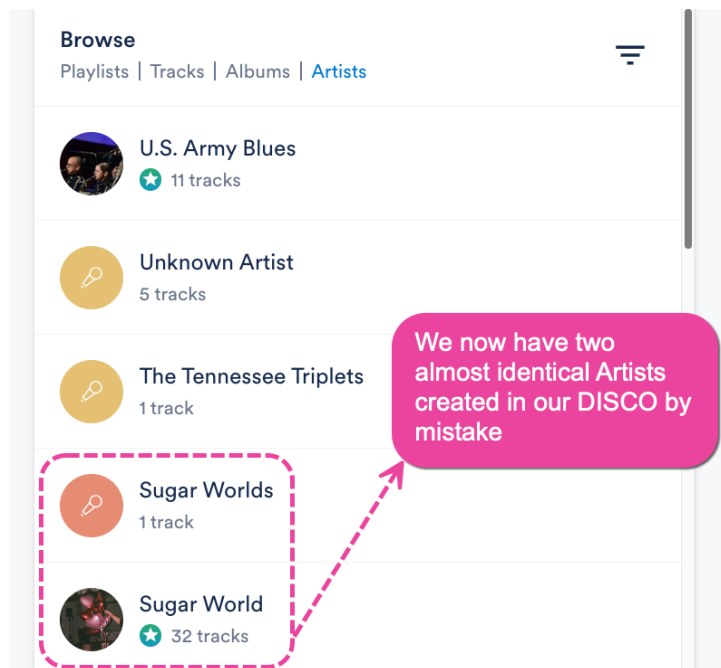 Browse
Playlists | Tracks | Albums | Artists
U.S. Army Blues
11 tracks
Unknown Artist
5 tracks
The Tennessee Triplets
1 track
We now have two
almost identical Artists
created in our DISCO by
mistake
Sugar Worlds
1 track
Sugar World
32 tracks